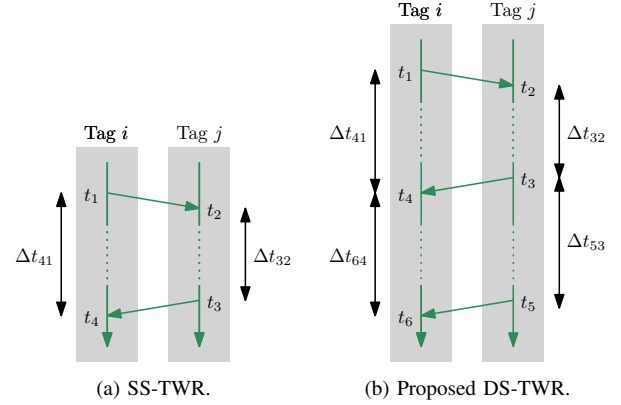 Tag i
Tag j
t1
t2
t3
t4
Δt41
Δt32
(a) SS-TWR.
Tag i
Tag j
t1
t2
t3
t4
t5
t6
Δt41
Δt32
Δt64
Δt53
(b) Proposed DS-TWR.